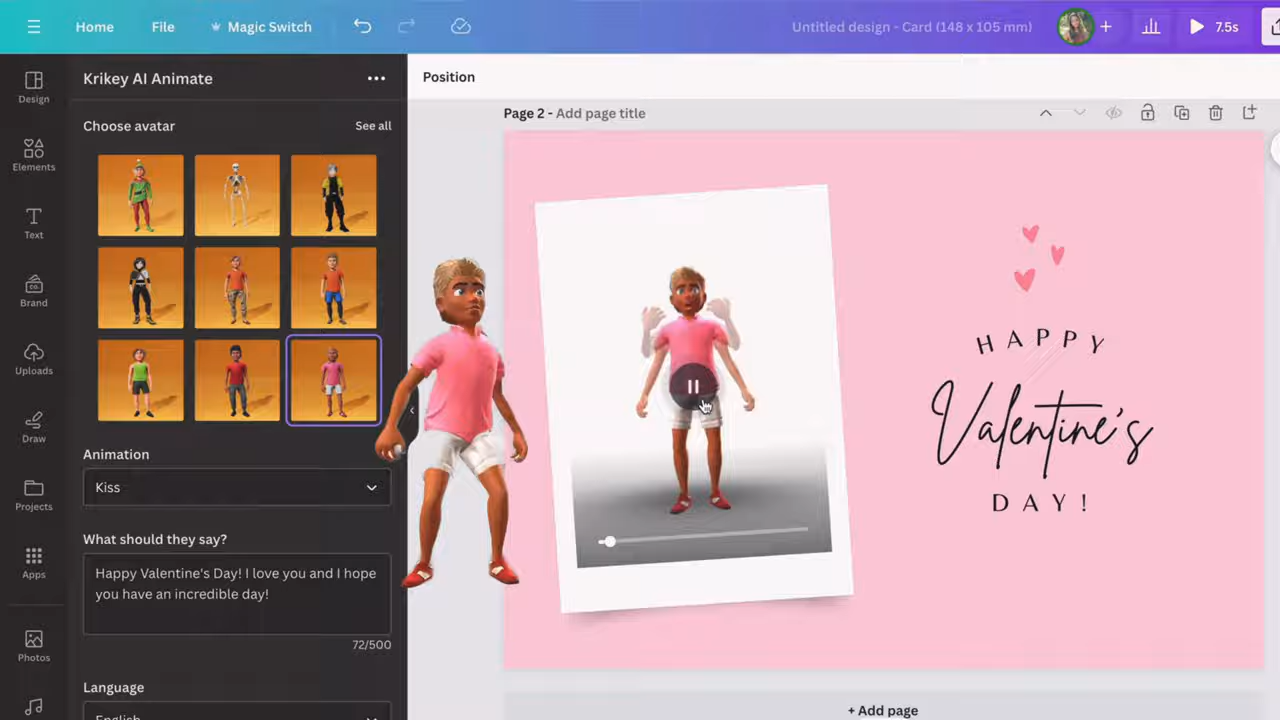 Home
File
Magic Switch
Untitled design - Card (148 x 105 mm)
7.5s
Design
Elements
Text
Brand
Uploads
Draw
Projects
Apps
Photos
Krikey AI Animate
Choose avatar
See all
Animation
Kiss
What should they say?
Happy Valentine's Day! I love you and I hope
you have an incredible day!
72/500
Language
English
Position
Page 2 - Add page title
HAPPY
Valentine's
DAY!
+ Add page